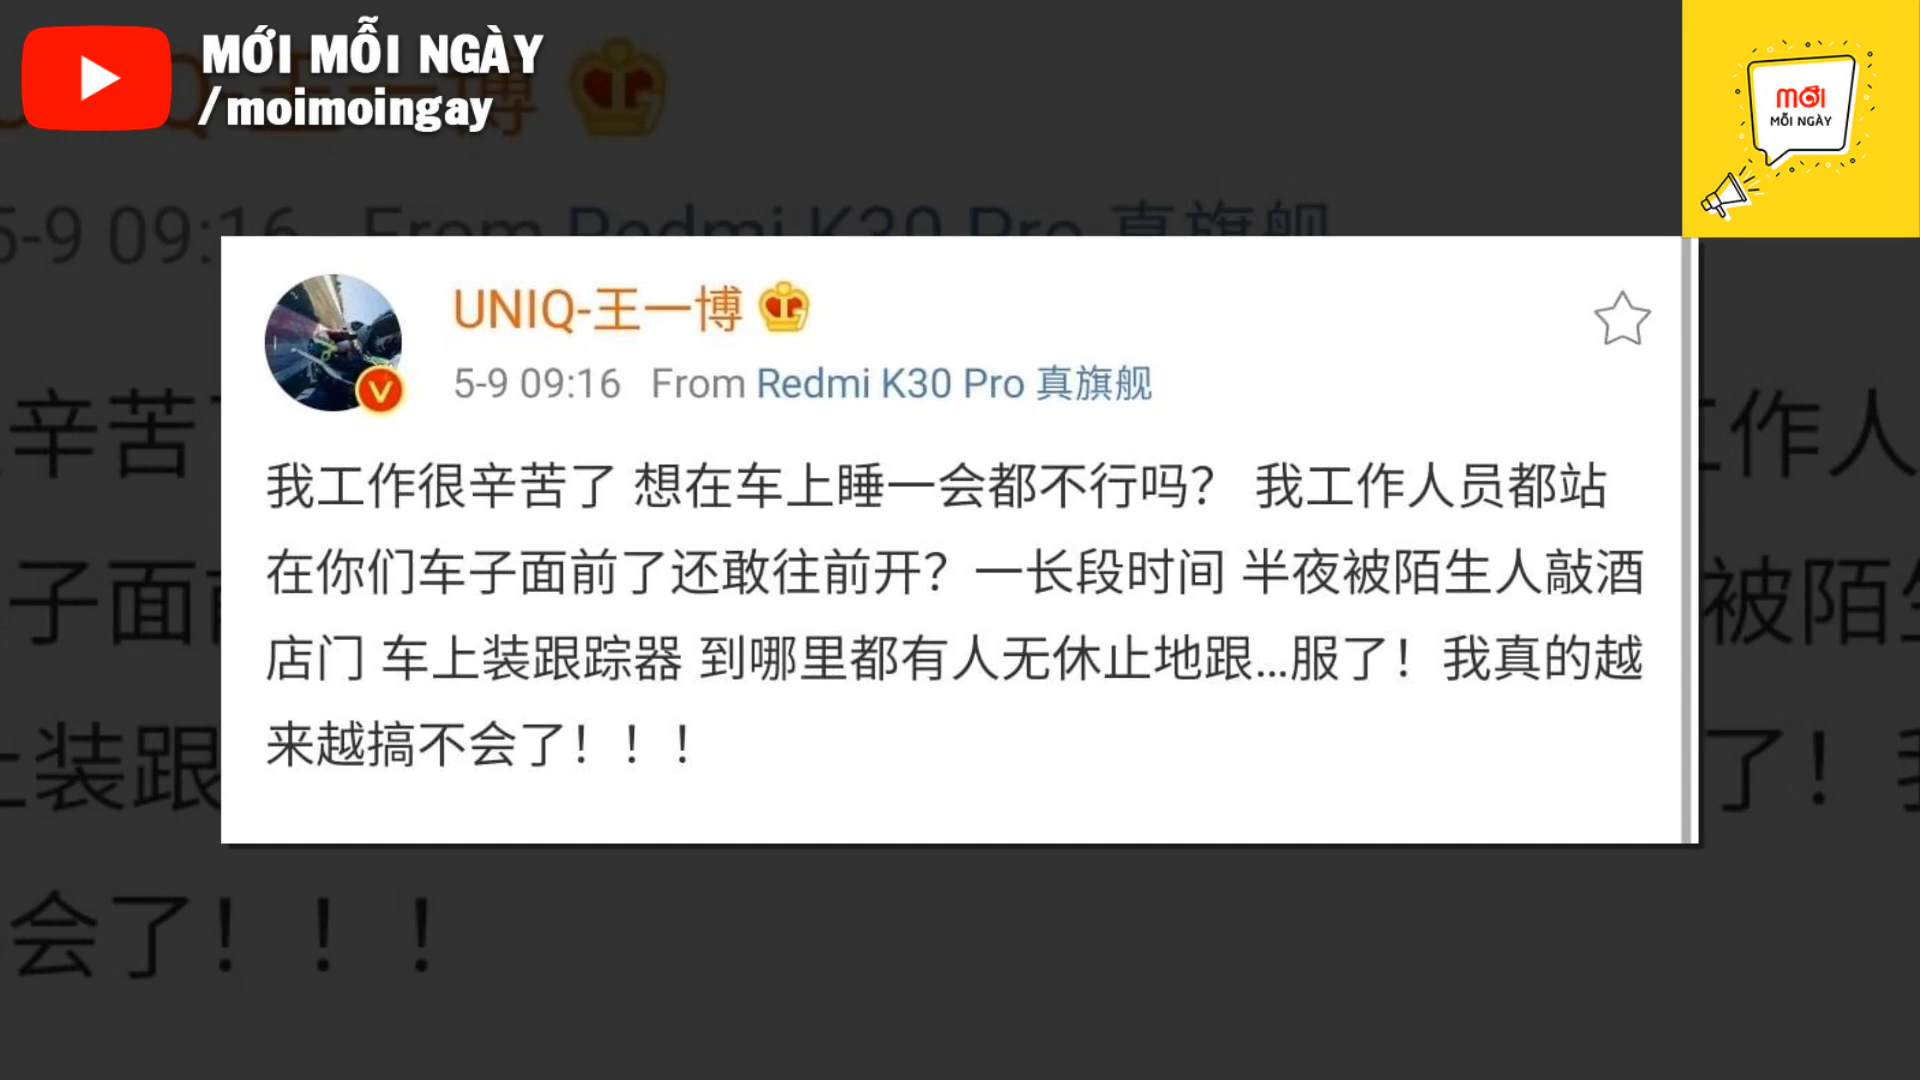 MỚI MỖI NGÀY
/moimoingay
MỚI
MỖI NGÀY
UNIQ-王一博
5-9 09:16 From Redmi K30 Pro 真旗舰
我工作很辛苦了 想在车上睡一会都不行吗？ 我工作人员都站
在你们车子面前了还敢往前开？一长段时间 半夜被陌生人敲酒
店门 车上装跟踪器 到哪里都有人无休止地跟...服了！我真的越
来越搞不会了！！！